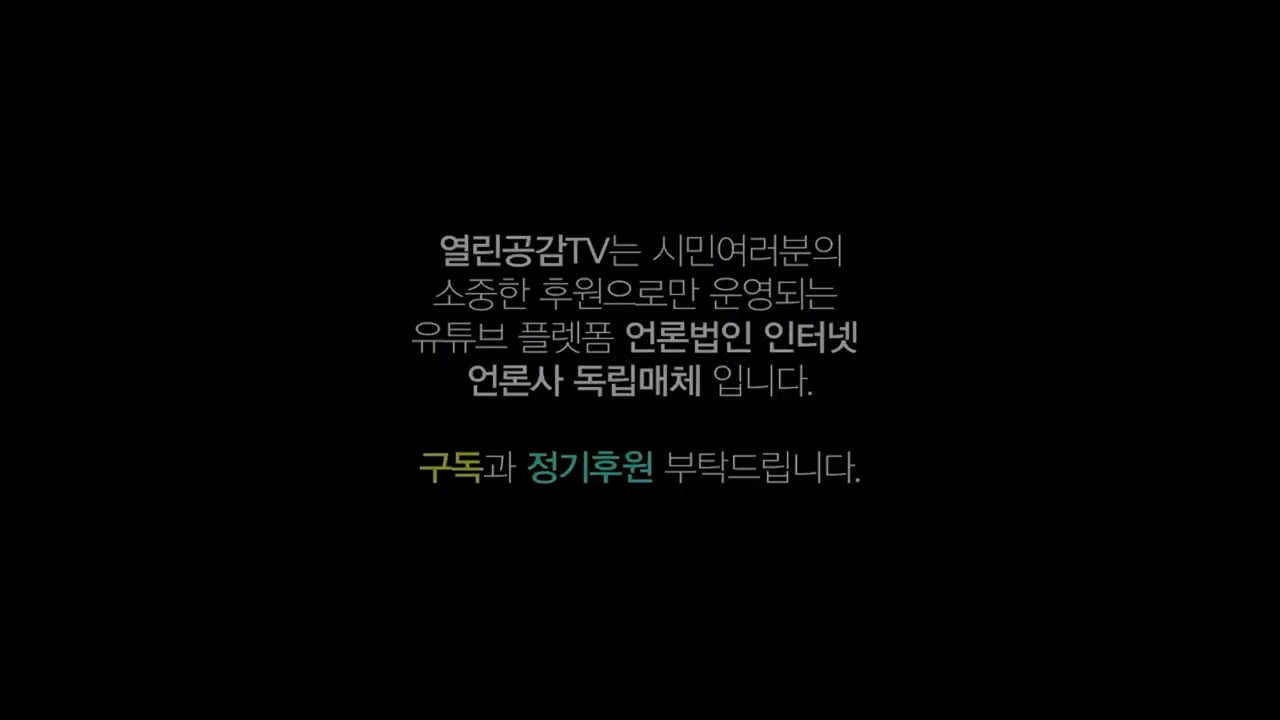 열린공감TV는 시민여러분의
소중한 후원으로만 운영되는
유튜브 플렛폼 언론법인 인터넷
언론사 독립매체 입니다.
구독과 정기후원 부탁드립니다.